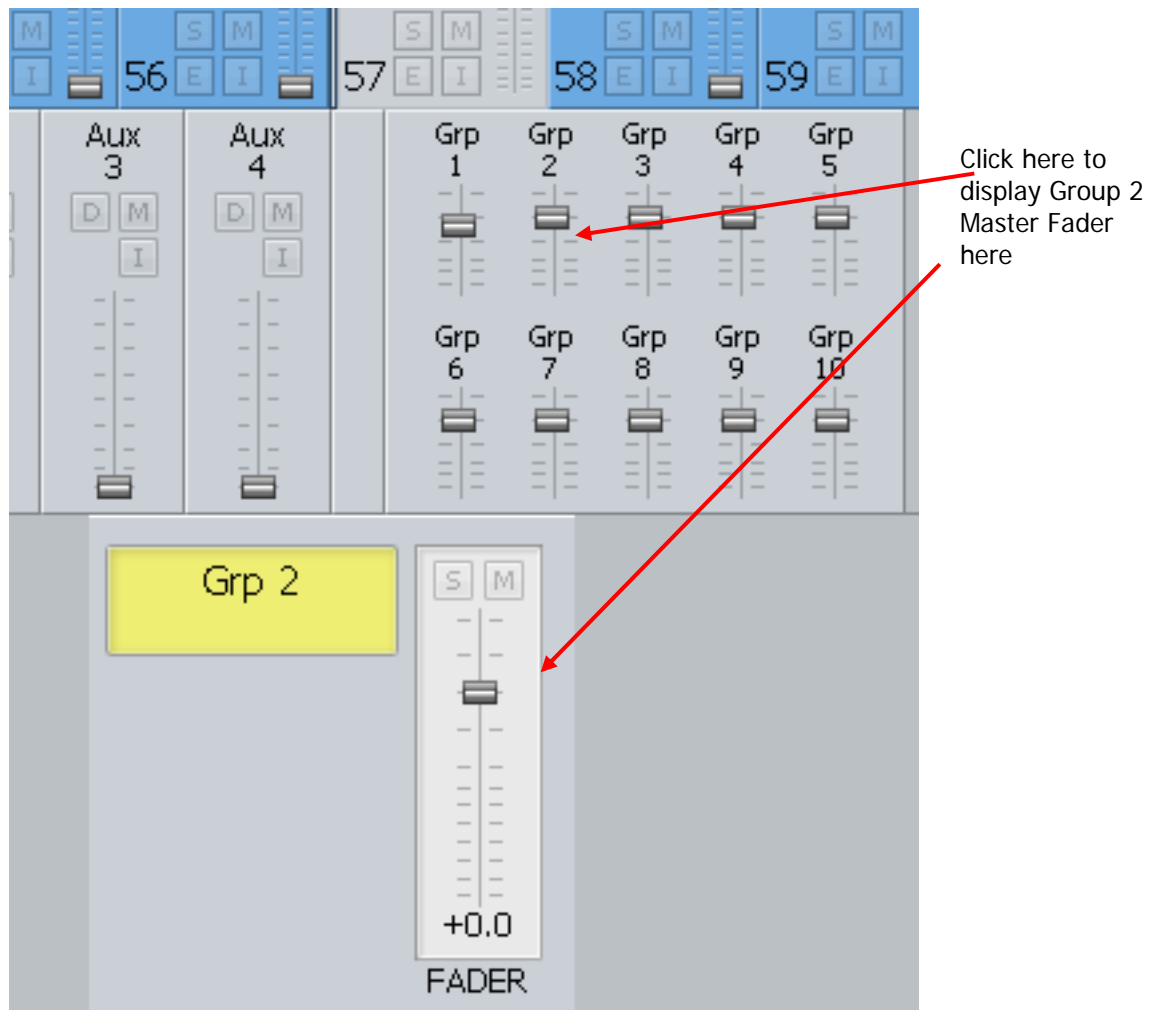 M S M S M S M S M
I 56 E I 57 E I 58 E I 59 E I
Aux Aux Grp Grp Grp Grp Grp
3 4 1 2 3 4 5
D M D M
I I
Grp Grp Grp Grp Grp
6 7 8 9 10
Click here to
display Group 2
Master Fader
here
Grp 2
S M
+0.0
FADER